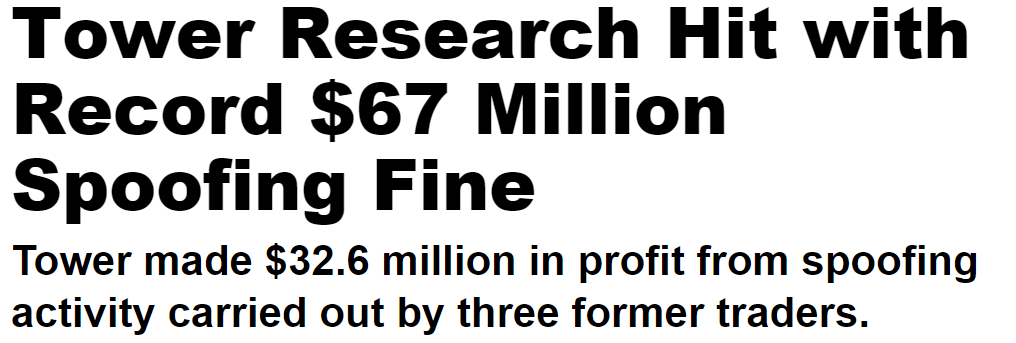 Tower Research Hit with
Record $67 Million
Spoofing Fine
Tower made $32.6 million in profit from spoofing
activity carried out by three former traders.